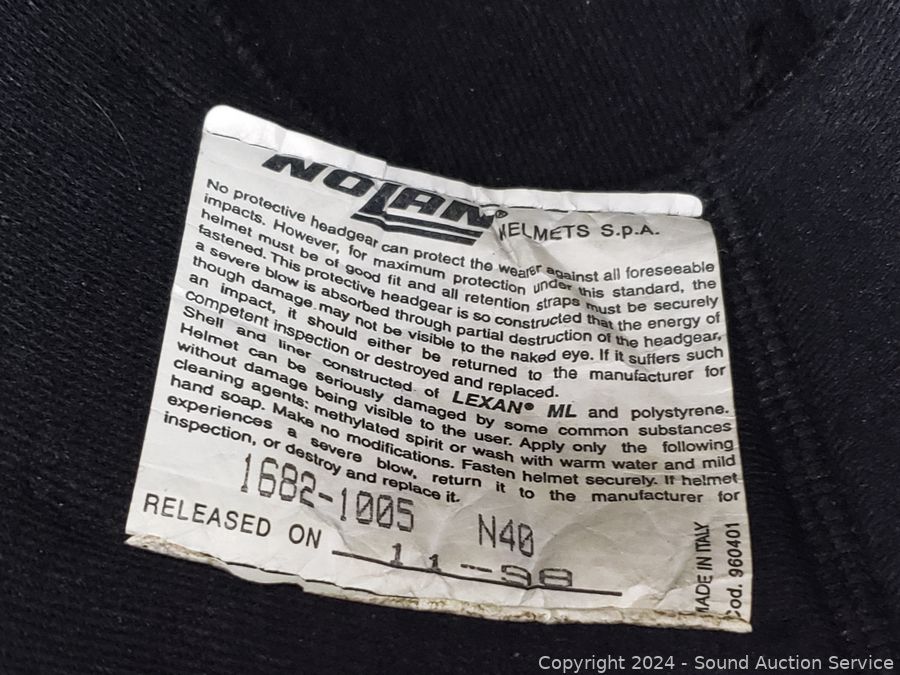 NOLAN® HELMETS S.p.A.
No protective headgear can protect the wearer against all foreseeable
impacts. However, for maximum protection under this standard, the
helmet must be of good fit and all retention straps must be securely
fastened. This protective headgear is so constructed that the energy of
a severe blow is absorbed through partial destruction of the headgear,
though damage may not be visible to the naked eye. If it suffers such
an impact, it should either be returned to the manufacturer for
competent inspection or destroyed and replaced.
Shell and liner constructed of LEXAN® ML and polystyrene.
Helmet can be seriously damaged by some common substances
without damage being visible to the user. Apply only the following
cleaning agents: methylated spirit or wash with warm water and mild
hand soap. Make no modifications. Fasten helmet securely. If helmet
experiences a severe blow, return it to the manufacturer for
inspection, or destroy and replace it.
1682-1005 N40
RELEASED ON 11-98
MADE IN ITALY
Cod. 960401
Copyright 2024 - Sound Auction Service